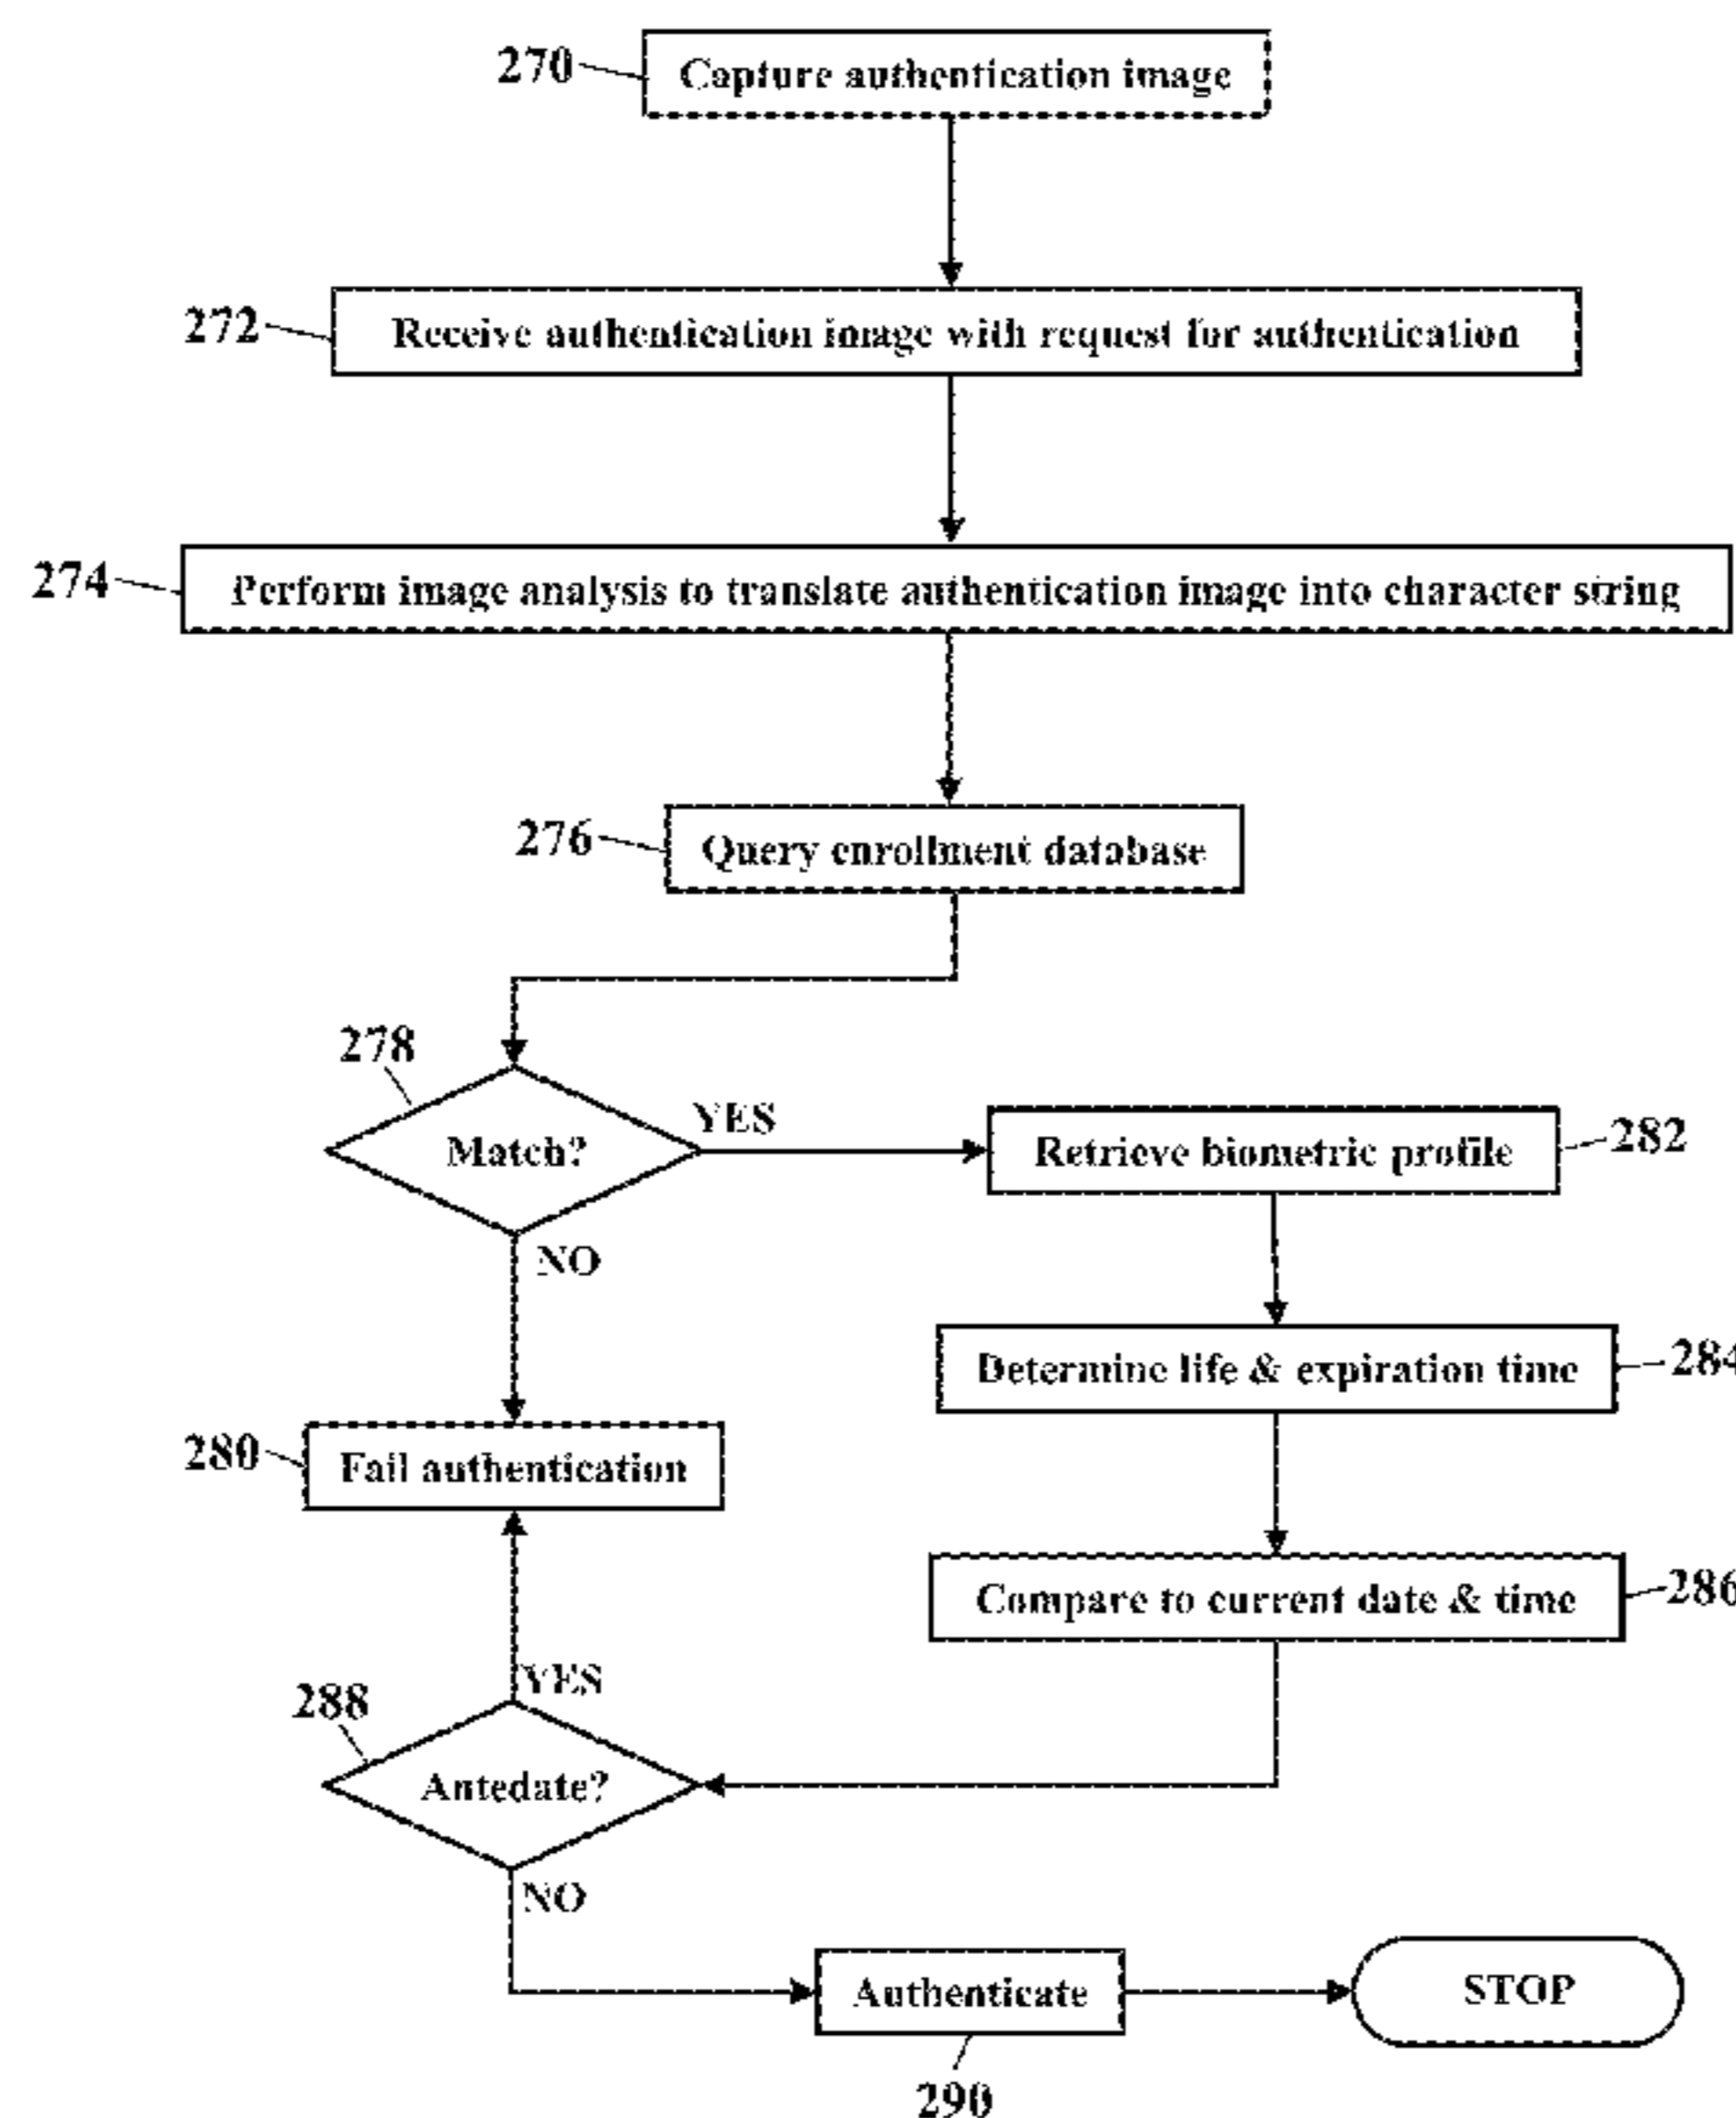 270 Capture authentication image
272 Receive authentication image with request for authentication
274 Perform image analysis to translate authentication image into character string
276 Query enrollment database
278
Match?
YES
NO
Retrieve biometric profile 282
Determine life & expiration time 284
280 Fail authentication
Compare to current date & time 286
288
YES
Antedate?
NO
Authenticate
STOP
290